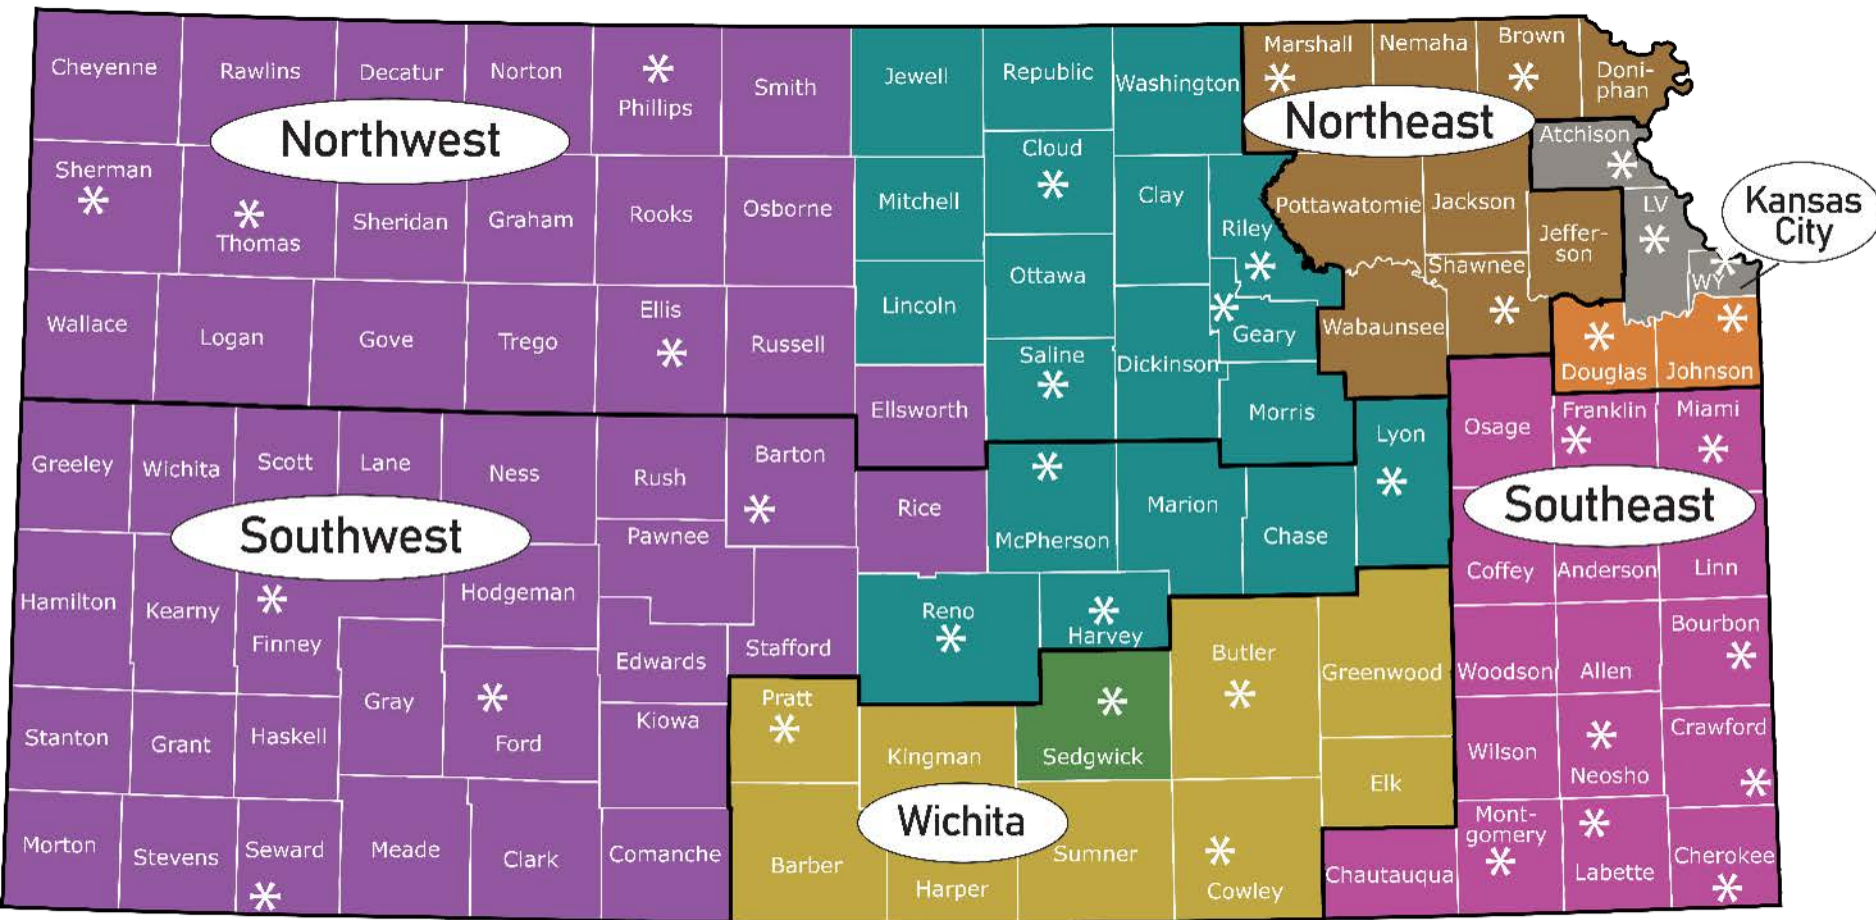 Cheyenne
Rawlins
Decatur
Norton
*
Phillips
Smith
Jewell
Republic
Washington
Marshall
*
Nemaha
Brown
*
Doni-
phan
Northwest
Northeast
Atchison
*
Sherman
*
*
Thomas
Sheridan
Graham
Rooks
Osborne
Mitchell
Cloud
*
Clay
Riley
*
Pottawatomie
Jackson
Jeffer-
son
LV
*
Kansas
City
Wallace
Logan
Gove
Trego
Ellis
*
Russell
Lincoln
Ottawa
Saline
*
Dickinson
*
Geary
Wabaunsee
Shawnee
*
*
WY
*
Douglas
*
Johnson
Ellsworth
Morris
Lyon
*
Osage
Franklin
*
Miami
*
Greeley
Wichita
Scott
Lane
Ness
Rush
Barton
*
Rice
*
McPherson
Marion
Chase
Southwest
Southeast
Hamilton
Kearny
*
Finney
Hodgeman
Pawnee
Edwards
Stafford
Reno
*
*
Harvey
Coffey
Anderson
Linn
Stanton
Grant
Haskell
Gray
*
Ford
Kiowa
Pratt
*
Kingman
*
Sedgwick
Butler
*
Greenwood
Woodson
Allen
Bourbon
*
Elk
Wilson
*
Neosho
Crawford
*
Morton
Stevens
Seward
*
Meade
Clark
Comanche
Barber
Wichita
Harper
Sumner
*
Cowley
Chautauqua
Mont-
gomery
*
*
Labette
Cherokee
*